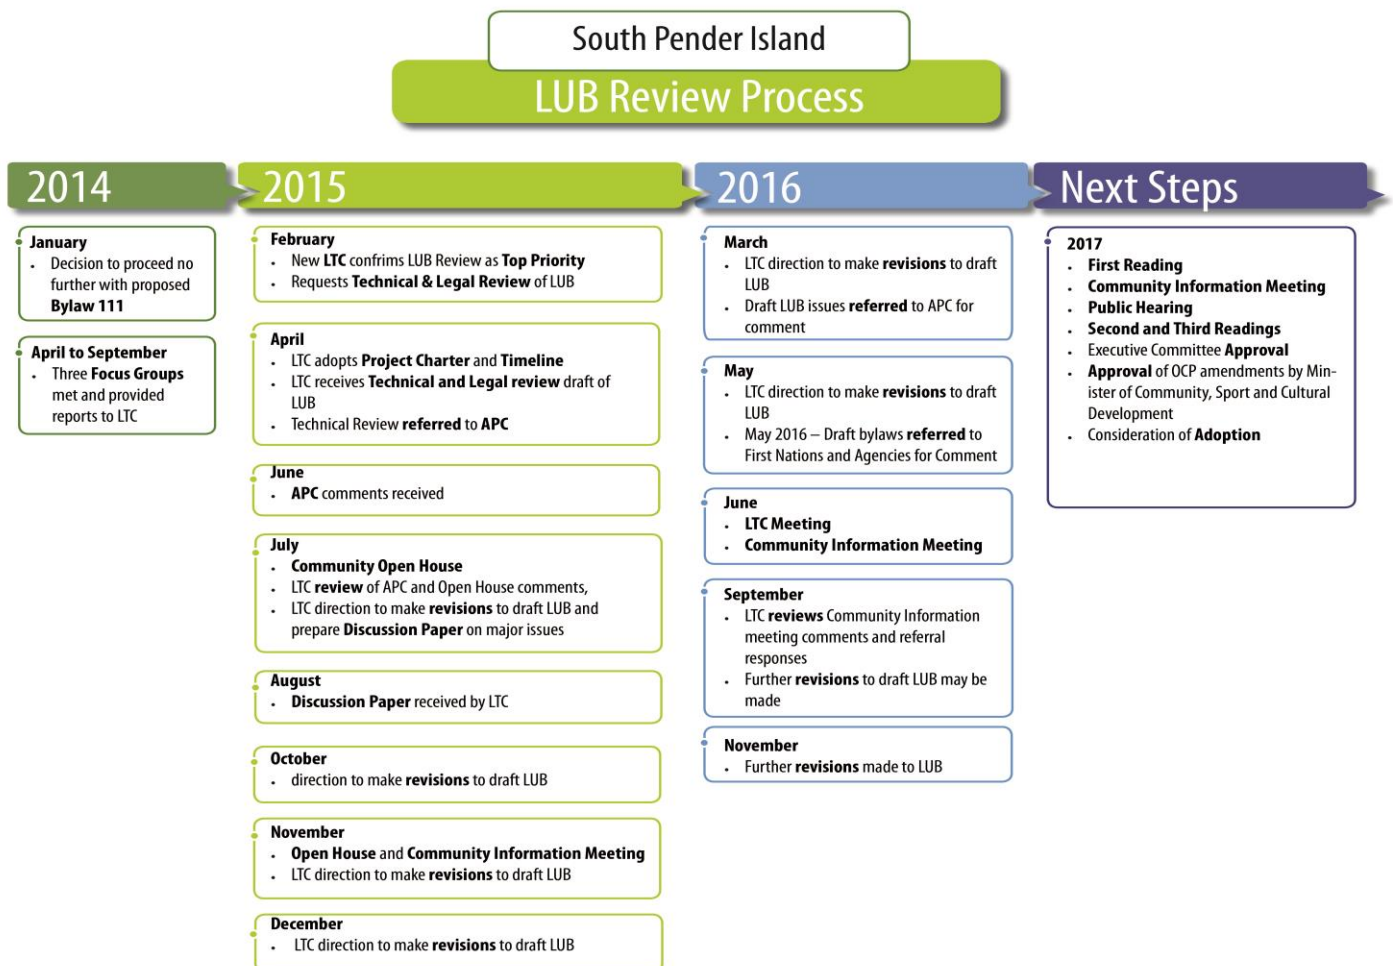 South Pender Island
LUB Review Process
2014
January
• Decision to proceed no
further with proposed
Bylaw 111
April to September
• Three Focus Groups
met and provided
reports to LTC
2015
February
• New LTC confrims LUB Review as Top Priority
• Requests Technical & Legal Review of LUB
April
• LTC adopts Project Charter and Timeline
• LTC receives Technical and Legal review draft of
LUB
• Technical Review referred to APC
June
• APC comments received
July
• Community Open House
• LTC review of APC and Open House comments,
• LTC direction to make revisions to draft LUB and
prepare Discussion Paper on major issues
August
• Discussion Paper received by LTC
October
• direction to make revisions to draft LUB
November
• Open House and Community Information Meeting
• LTC direction to make revisions to draft LUB
December
• LTC direction to make revisions to draft LUB
2016
March
• LTC direction to make revisions to draft
LUB
• Draft LUB issues referred to APC for
comment
May
• LTC direction to make revisions to draft
LUB
• May 2016 – Draft bylaws referred to
First Nations and Agencies for Comment
June
• LTC Meeting
• Community Information Meeting
September
• LTC reviews Community Information
meeting comments and referral
responses
• Further revisions to draft LUB may be
made
November
• Further revisions made to LUB
Next Steps
2017
• First Reading
• Community Information Meeting
• Public Hearing
• Second and Third Readings
• Executive Committee Approval
• Approval of OCP amendments by Min-
ister of Community, Sport and Cultural
Development
• Consideration of Adoption